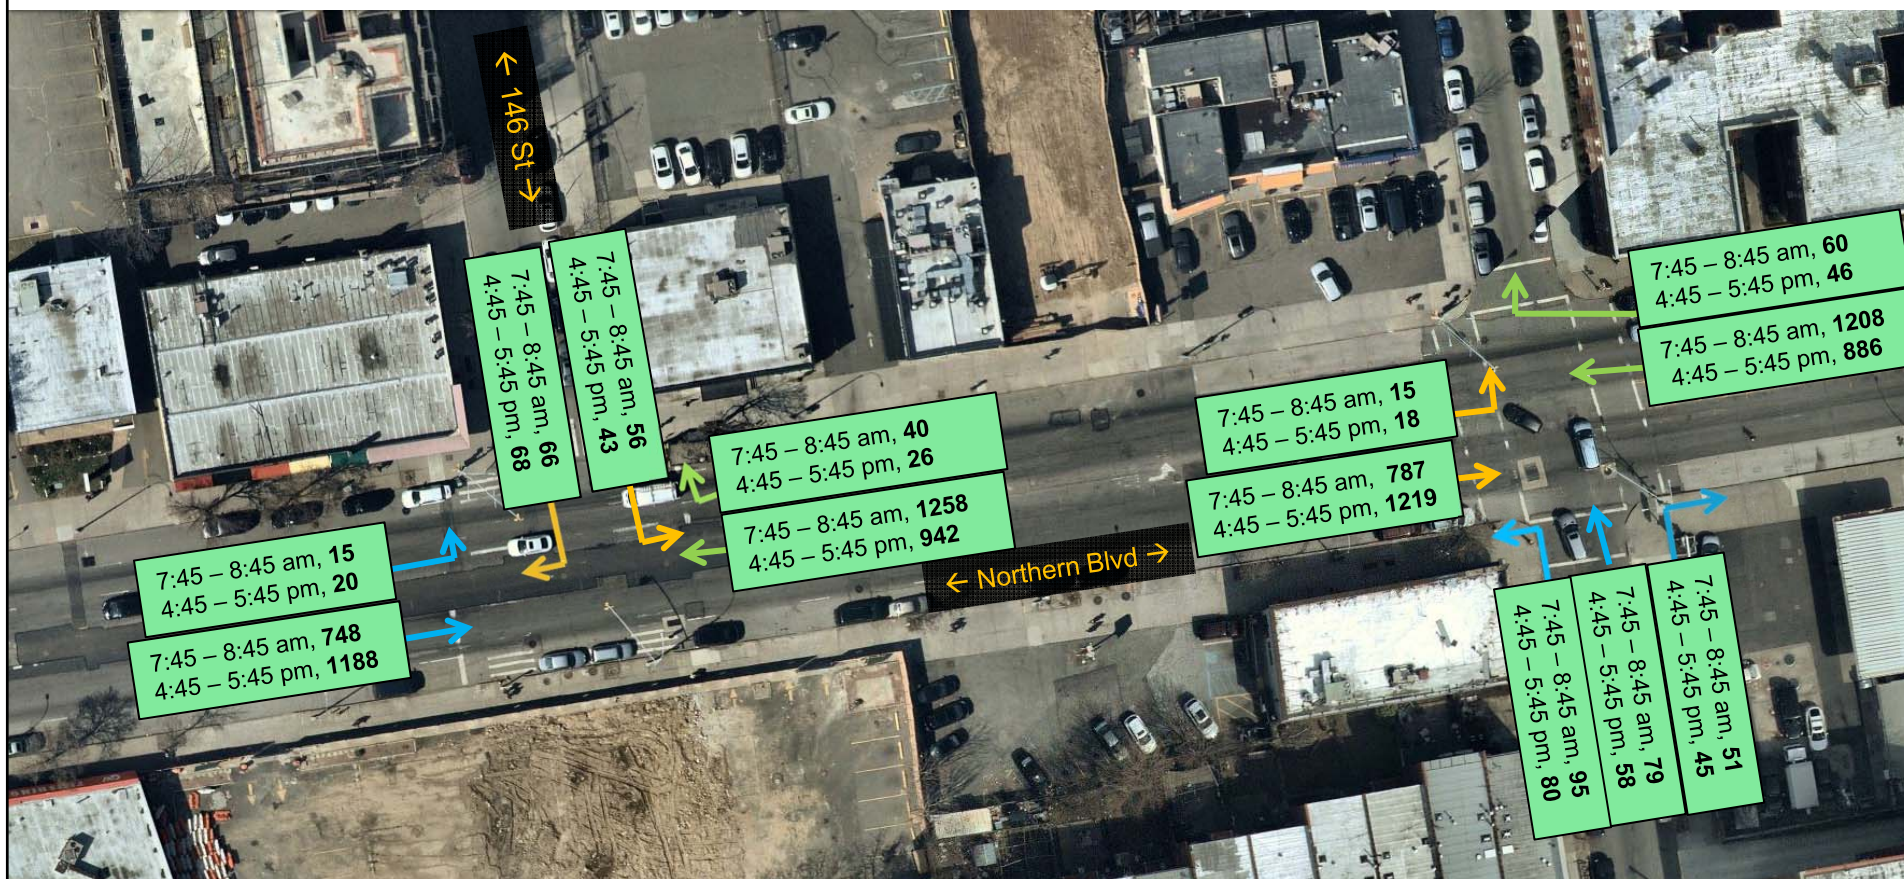 ← 146 St →
7:45 – 8:45 am, 66
4:45 – 5:45 pm, 68
7:45 – 8:45 am, 56
4:45 – 5:45 pm, 43
7:45 – 8:45 am, 60
4:45 – 5:45 pm, 46
7:45 – 8:45 am, 1208
4:45 – 5:45 pm, 886
7:45 – 8:45 am, 40
4:45 – 5:45 pm, 26
7:45 – 8:45 am, 1258
4:45 – 5:45 pm, 942
7:45 – 8:45 am, 15
4:45 – 5:45 pm, 18
7:45 – 8:45 am, 787
4:45 – 5:45 pm, 1219
7:45 – 8:45 am, 15
4:45 – 5:45 pm, 20
7:45 – 8:45 am, 748
4:45 – 5:45 pm, 1188
← Northern Blvd →
7:45 – 8:45 am, 95
4:45 – 5:45 pm, 80
7:45 – 8:45 am, 79
4:45 – 5:45 pm, 58
7:45 – 8:45 am, 51
4:45 – 5:45 pm, 45